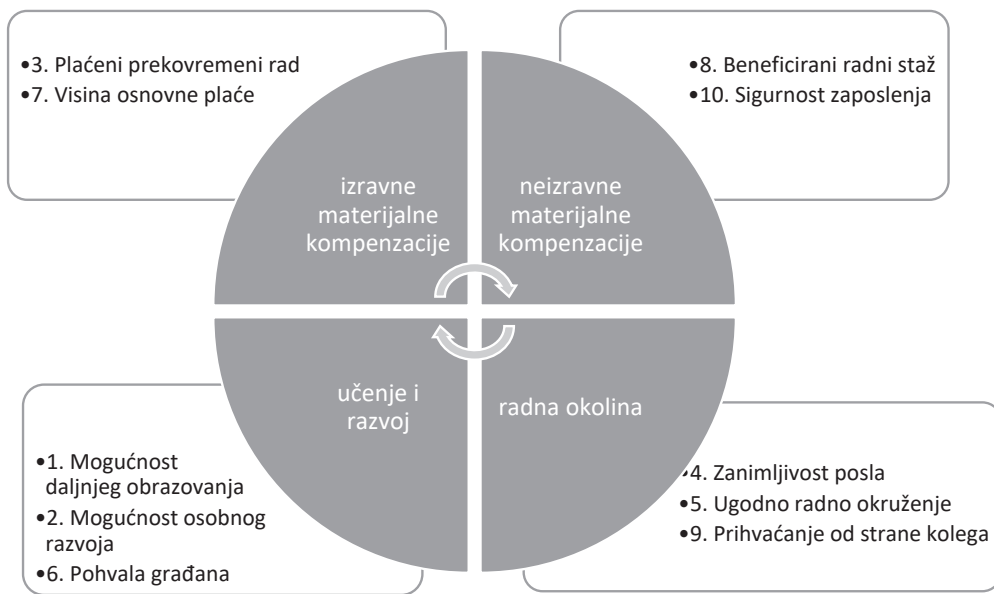 •3. Plaćeni prekovremeni rad
•7. Visina osnovne plaće
•8. Beneficirani radni staž
•10. Sigurnost zaposlenja
izravne
materijalne
kompenzacije
neizravne
materijalne
kompenzacije
učenje i
razvoj
radna okolina
•1. Mogućnost
daljnjeg obrazovanja
•2. Mogućnost osobnog
razvoja
•6. Pohvala građana
•4. Zanimljivost posla
•5. Ugodno radno okruženje
•9. Prihvaćanje od strane kolega